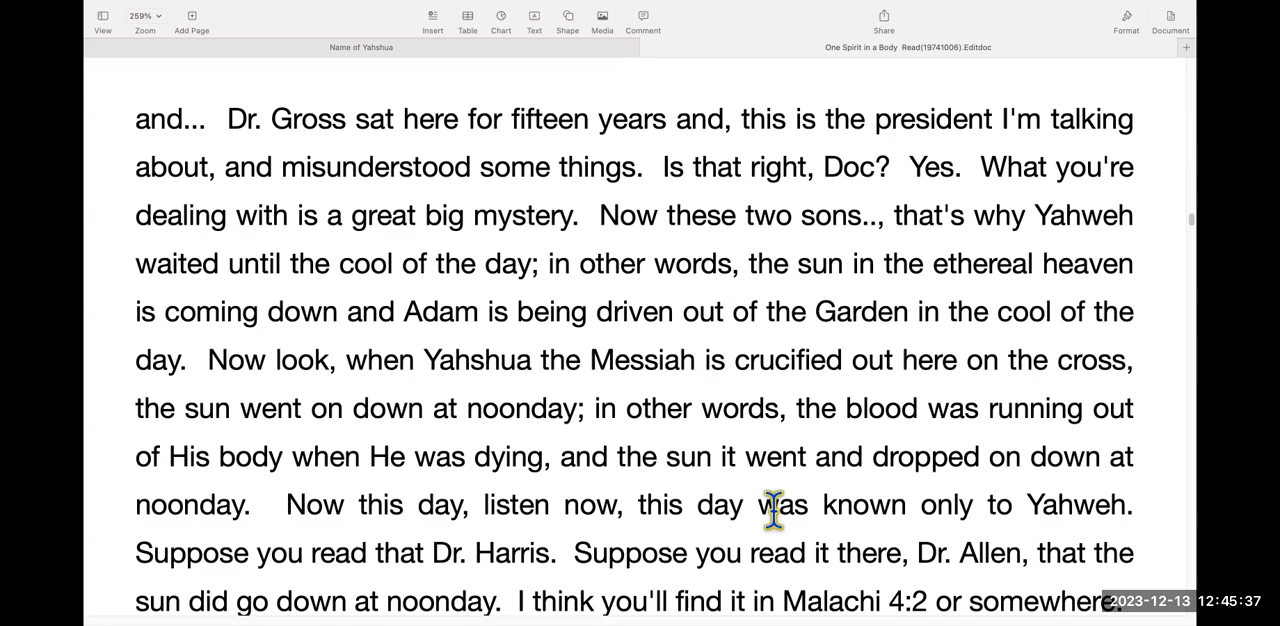 259%
View
Zoom
Add Page
Insert
Table
Chart
Text
Shape
Media
Comment
Share
Format
Document
Name of Yahshua
One Spirit in a Body  Read(19741006).Editdoc
and...  Dr. Gross sat here for fifteen years and, this is the president I'm talking
about, and misunderstood some things.  Is that right, Doc?  Yes.  What you're
dealing with is a great big mystery.  Now these two sons.., that's why Yahweh
waited until the cool of the day; in other words, the sun in the ethereal heaven
is coming down and Adam is being driven out of the Garden in the cool of the
day.  Now look, when Yahshua the Messiah is crucified out here on the cross,
the sun went on down at noonday; in other words, the blood was running out
of His body when He was dying, and the sun it went and dropped on down at
noonday.  Now this day, listen now, this day was known only to Yahweh.
Suppose you read that Dr. Harris.  Suppose you read it there, Dr. Allen, that the
sun did go down at noonday.  I think you'll find it in Malachi 4:2 or somewhere.
2023-12-13 12:45:37